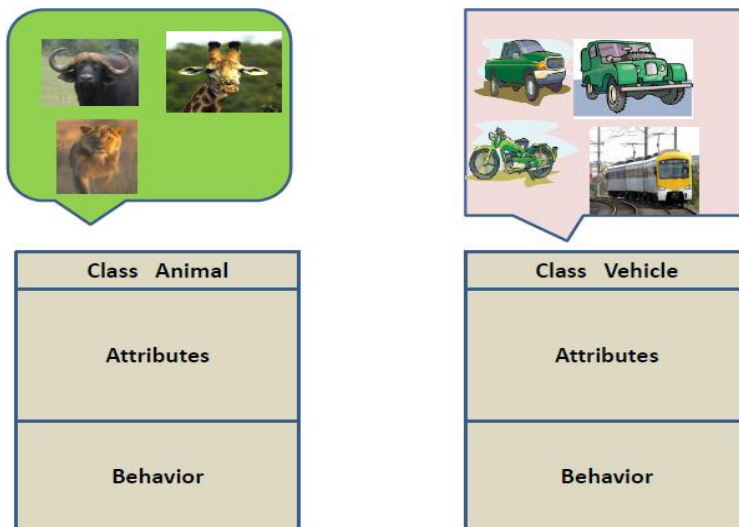 Class Animal
Attributes
Behavior
Class Vehicle
Attributes
Behavior